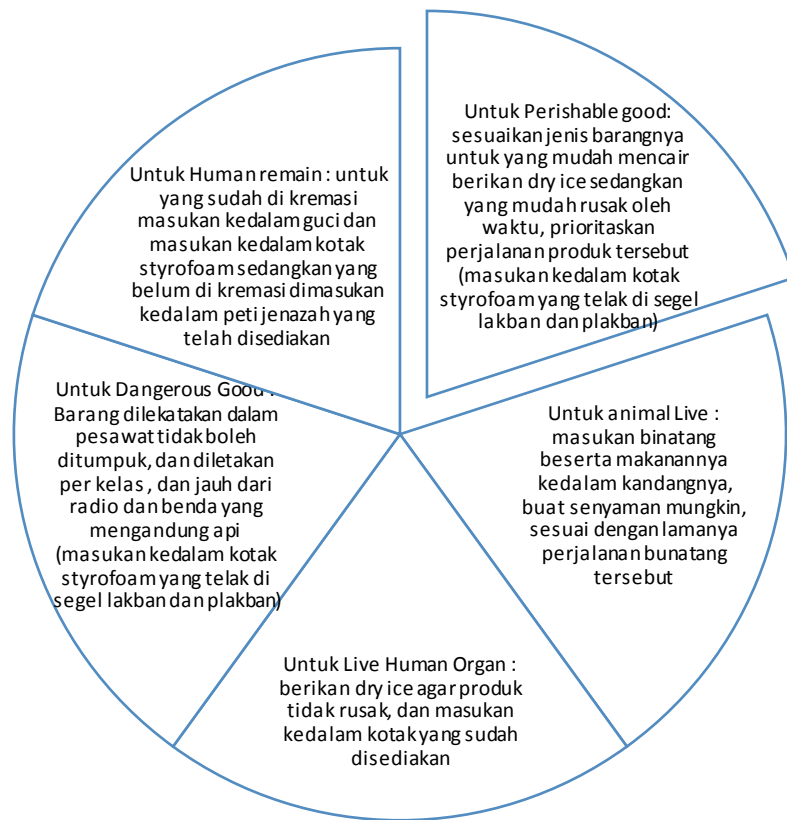 Untuk Perishable good:
sesuaikan jenis barangnya
untuk yang mudah mencair
berikan dry ice sedangkan
yang mudah rusak oleh
waktu, prioritaskan
perjalanan produk tersebut
(masukan kedalam kotak
styrofoam yang telak di segel
lakban dan plakban)
Untuk animal Live :
masukan binatang
beserta makanannya
kedalam kandangnya,
buat senyaman mungkin,
sesuai dengan lamanya
perjalanan bunatang
tersebut
Untuk Live Human Organ :
berikan dry ice agar produk
tidak rusak, dan masukan
kedalam kotak yang sudah
disediakan
Untuk Dangerous Good :
Barang dilekatakan dalam
pesawat tidak boleh
ditumpuk, dan diletakan
per kelas , dan jauh dari
radio dan benda yang
mengandung api
(masukan kedalam kotak
styrofoam yang telak di
segel lakban dan plakban)
Untuk Human remain : untuk
yang sudah di kremasi
masukan kedalam guci dan
masukan kedalam kotak
styrofoam sedangkan yang
belum di kremasi dimasukan
kedalam peti jenazah yang
telah disediakan